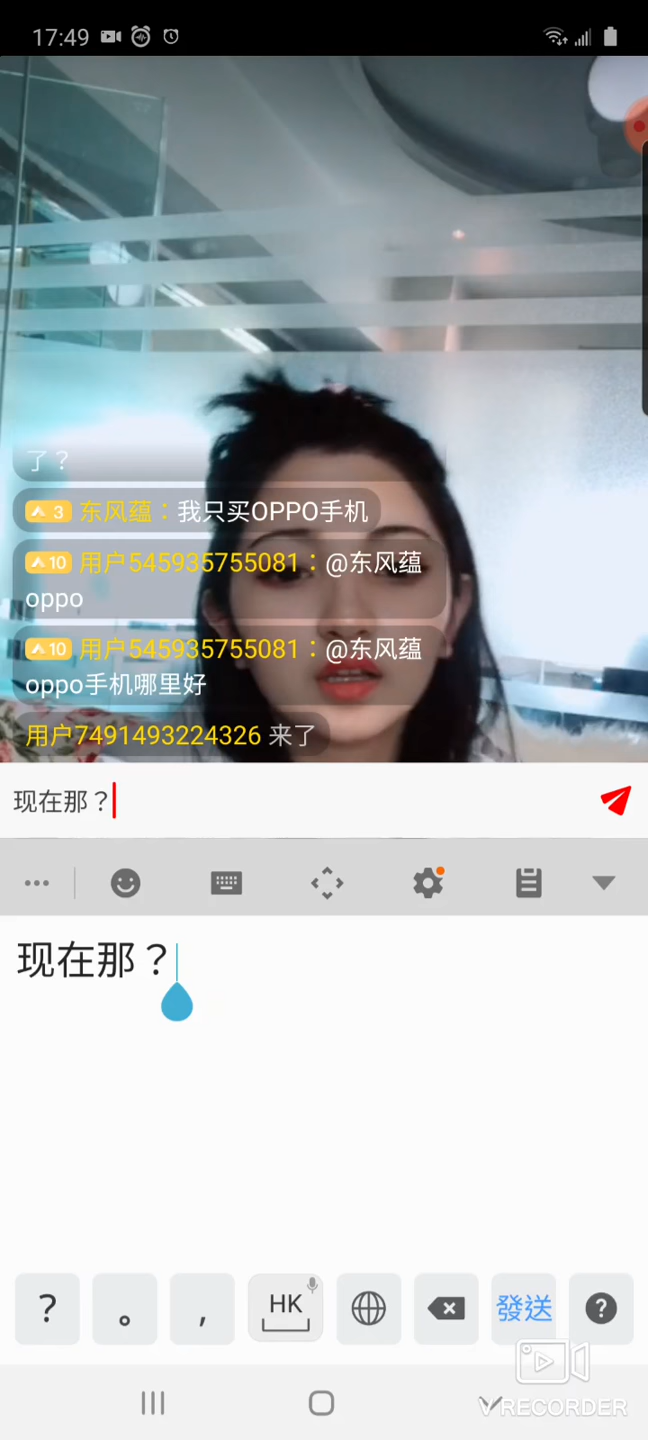 17:49
了？
3 东风蕴：我只买OPPO手机
10 用户545935755081：@东风蕴
oppo
10 用户545935755081：@东风蕴
oppo手机哪里好
用户7491493224326 来了
现在那？
现在那？
? 。 , HK 發送 ?
V RECORDER